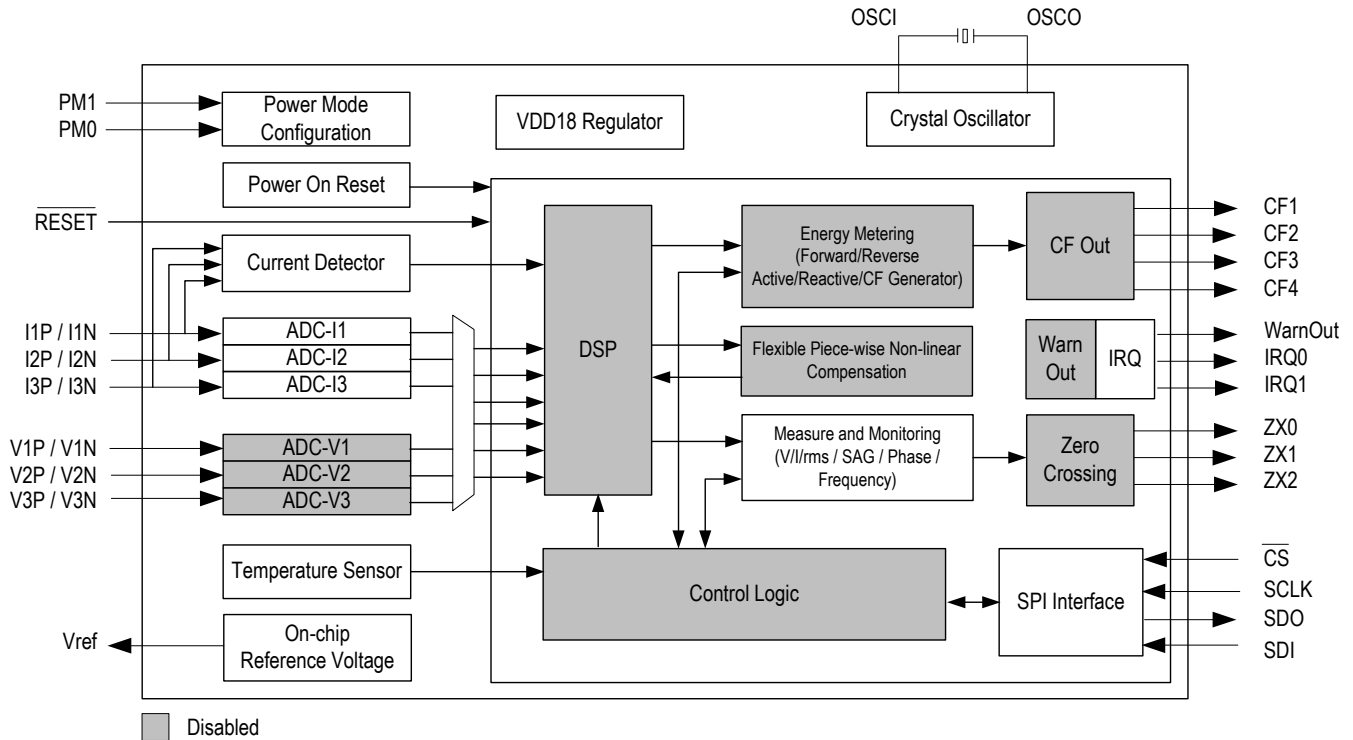 OSCI
OSCO
PM1
PM0
Power Mode
Configuration
VDD18 Regulator
Crystal Oscillator
Power On Reset
RESET
Current Detector
I1P / I1N
I2P / I2N
I3P / I3N
ADC-I1
ADC-I2
ADC-I3
V1P / V1N
V2P / V2N
V3P / V3N
ADC-V1
ADC-V2
ADC-V3
Temperature Sensor
Vref
On-chip
Reference Voltage
DSP
Energy Metering
(Forward/Reverse
Active/Reactive/CF Generator)
Flexible Piece-wise Non-linear
Compensation
Measure and Monitoring
(V/I/rms / SAG / Phase /
Frequency)
Control Logic
CF Out
CF1
CF2
CF3
CF4
Warn
Out
IRQ
WarnOut
IRQ0
IRQ1
Zero
Crossing
ZX0
ZX1
ZX2
SPI Interface
CS
SCLK
SDO
SDI
Disabled